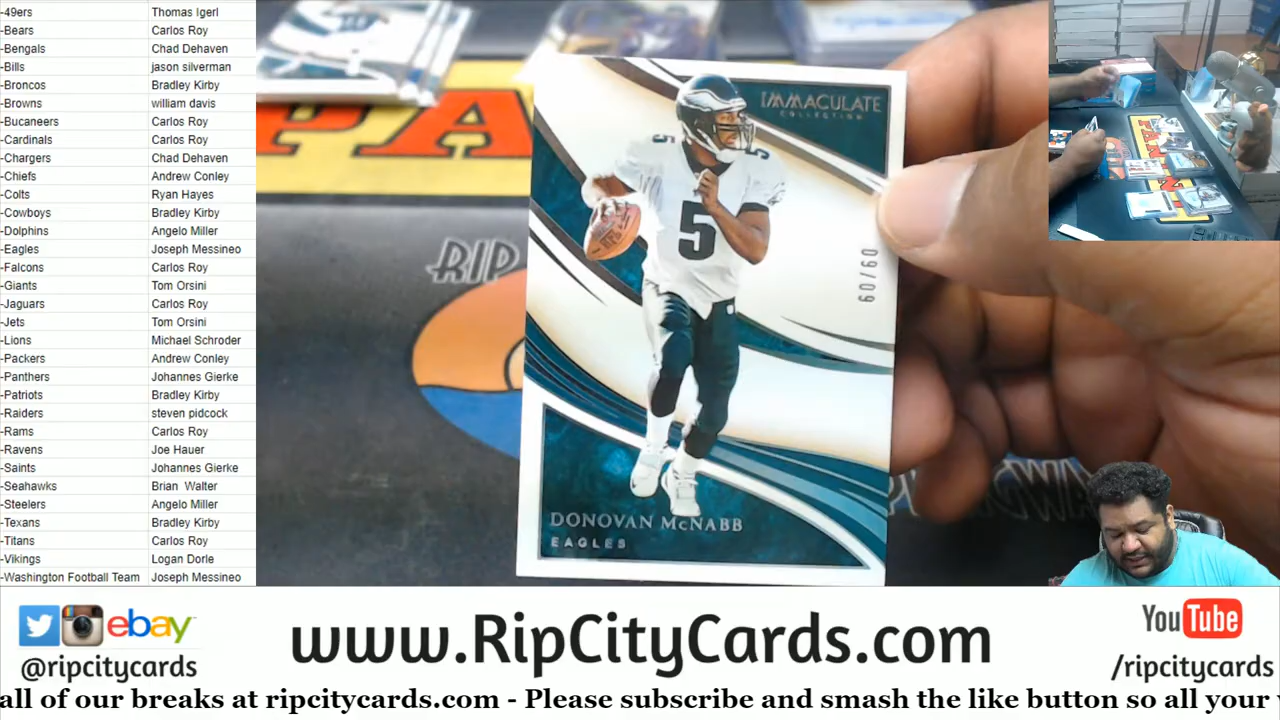 -49ers Thomas Igerl
-Bears Carlos Roy
-Bengals Chad Dehaven
-Bills jason silverman
-Broncos Bradley Kirby
-Browns william davis
-Bucaneers Carlos Roy
-Cardinals Carlos Roy
-Chargers Chad Dehaven
-Chiefs Andrew Conley
-Colts Ryan Hayes
-Cowboys Bradley Kirby
-Dolphins Angelo Miller
-Eagles Joseph Messineo
-Falcons Carlos Roy
-Giants Tom Orsini
-Jaguars Carlos Roy
-Jets Tom Orsini
-Lions Michael Schroder
-Packers Andrew Conley
-Panthers Johannes Gierke
-Patriots Bradley Kirby
-Raiders steven pidcock
-Rams Carlos Roy
-Ravens Joe Hauer
-Saints Johannes Gierke
-Seahawks Brian Walter
-Steelers Angelo Miller
-Texans Bradley Kirby
-Titans Carlos Roy
-Vikings Logan Dorle
-Washington Football Team Joseph Messineo
PA
RIP
IMMACULATE
COLLECTION
5
5
60/60
DONOVAN McNABB
EAGLES
ebay
@ripcitycards
www.RipCityCards.com
YouTube
/ripcitycards
all of our breaks at ripcitycards.com - Please subscribe and smash the like button so all your